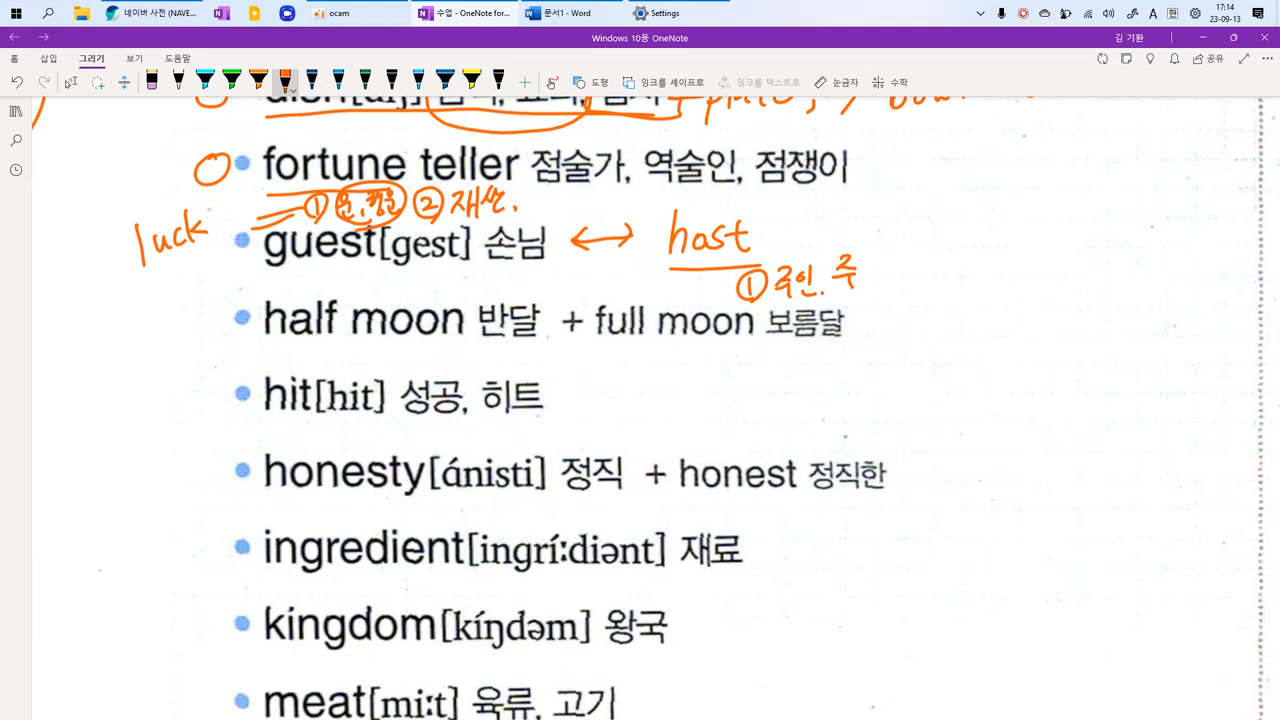 네이버 사전 (NAVE...
ocam
수업 - OneNote for...
문서1 - Word
Settings
A
17:14
23-09-13
Windows 10용 OneNote
김 기환
홈 삽입 그리기 보기 도움말
공유
도형
잉크를 셰이프로
잉크를 텍스트로
눈금자
수학
fortune teller 점술가, 역술인, 점쟁이
luck ① 운, 행운 ② 재산.
guest[gest] 손님 ↔ host
① 주인. 주
half moon 반달 + full moon 보름달
hit[hit] 성공, 히트
honesty[ánisti] 정직 + honest 정직한
ingredient[ingríːdiənt] 재료
kingdom[kíŋdəm] 왕국
meat[miːt] 육류, 고기